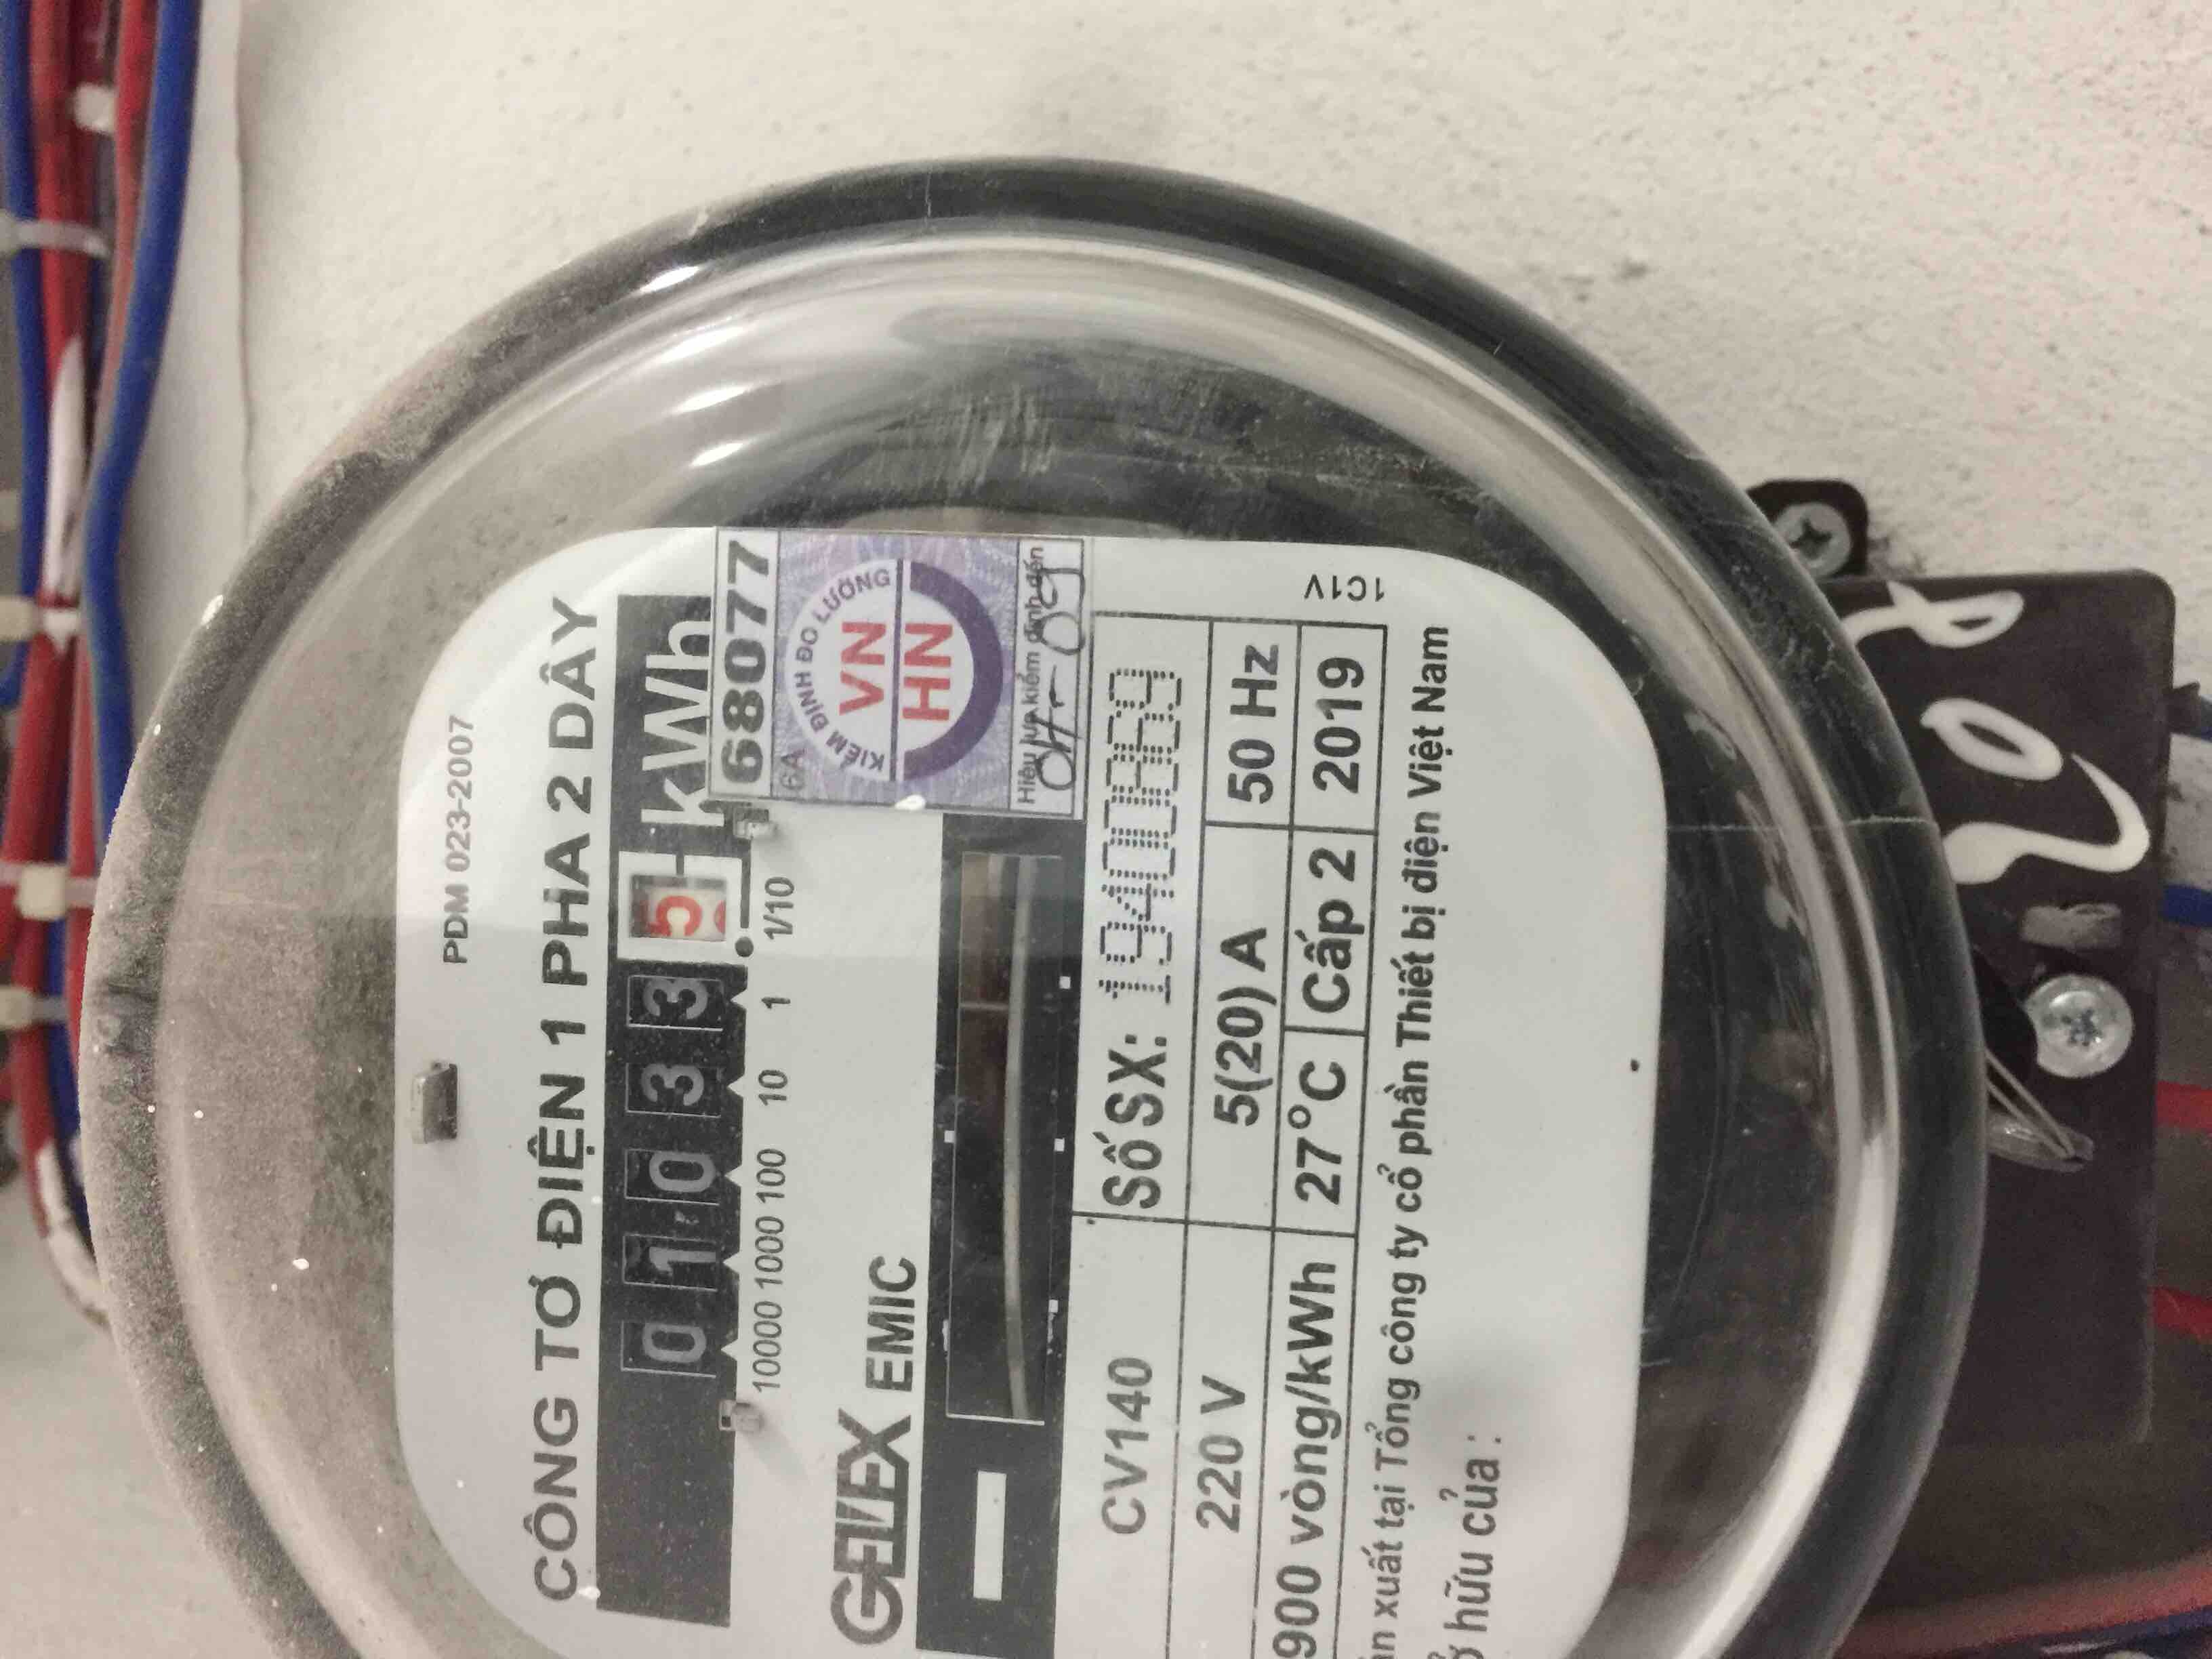 PDM 023-2007
CÔNG TƠ ĐIỆN 1 PHA 2 DÂY
0 1 0 3 3 5 kWh
10000 1000 100 10 1 1/10
68077
6A
KIỂM ĐỊNH ĐO LƯỜNG
VN
HN
Hiệu lực kiểm định đến
GELEX EMIC
CV140 SốSX:
220 V 5(20) A 50 Hz
900 vòng/kWh 27°C Cấp 2 2019
1C1V
xuất tại Tổng công ty cổ phần Thiết bị điện Việt Nam
hữu của :
P02